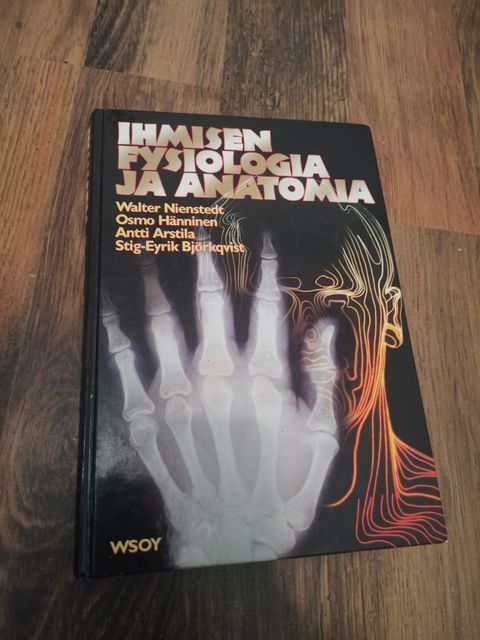 IHMISEN
FYSIOLOGIA
JA ANATOMIA
Walter Nienstedt
Osmo Hänninen
Antti Arstila
Stig-Eyrik Björkqvist
WSOY